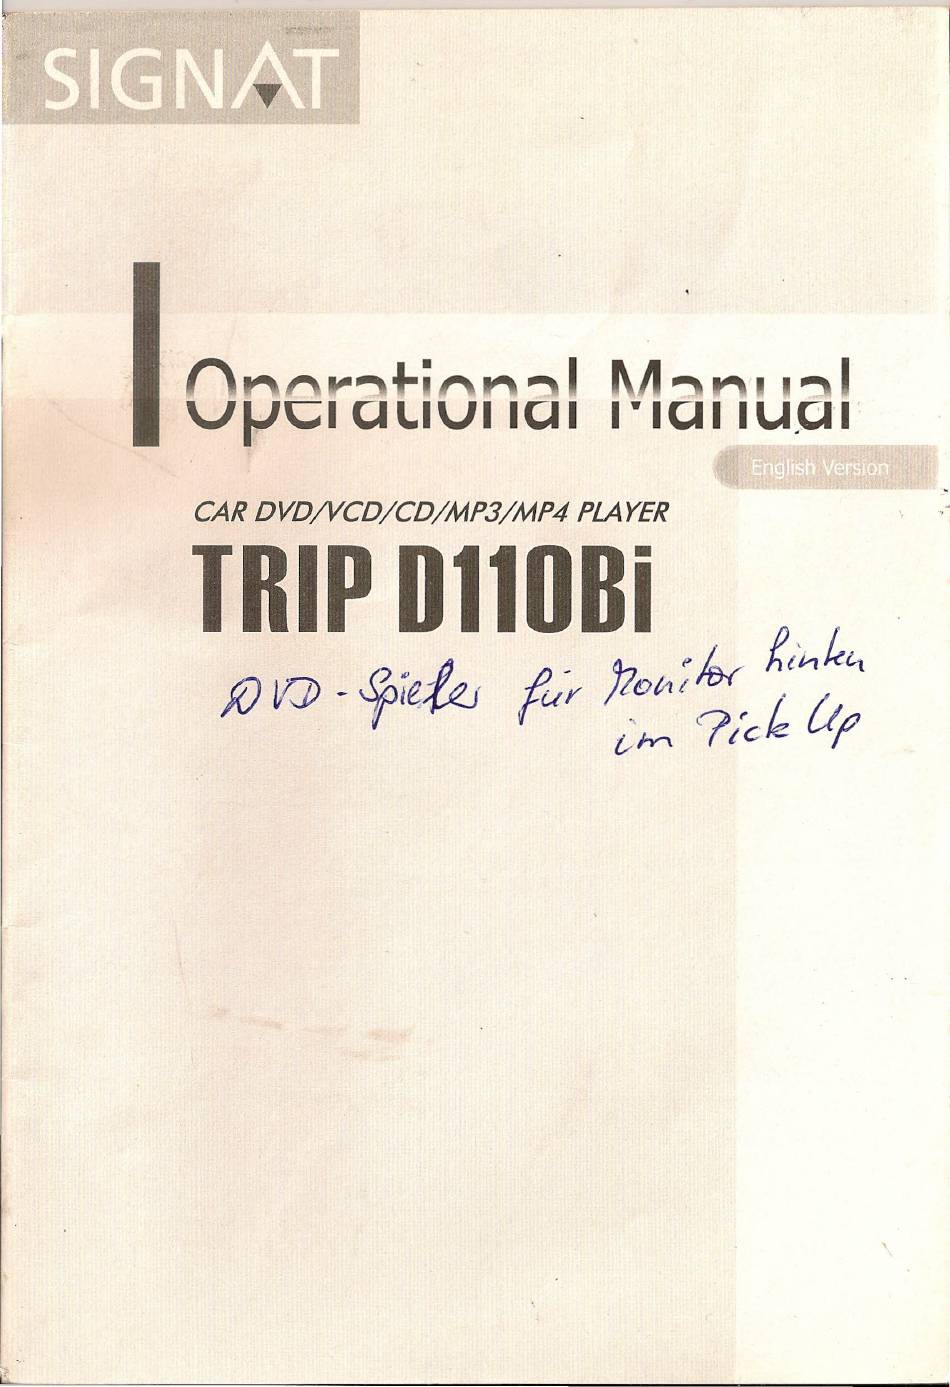 SIGNAT
Operational Manual
English Version
CAR DVD/VCD/CD/MP3/MP4 PLAYER
TRIP D110Bi
DVD-Spieler für Monitor hinten
im Pick Up